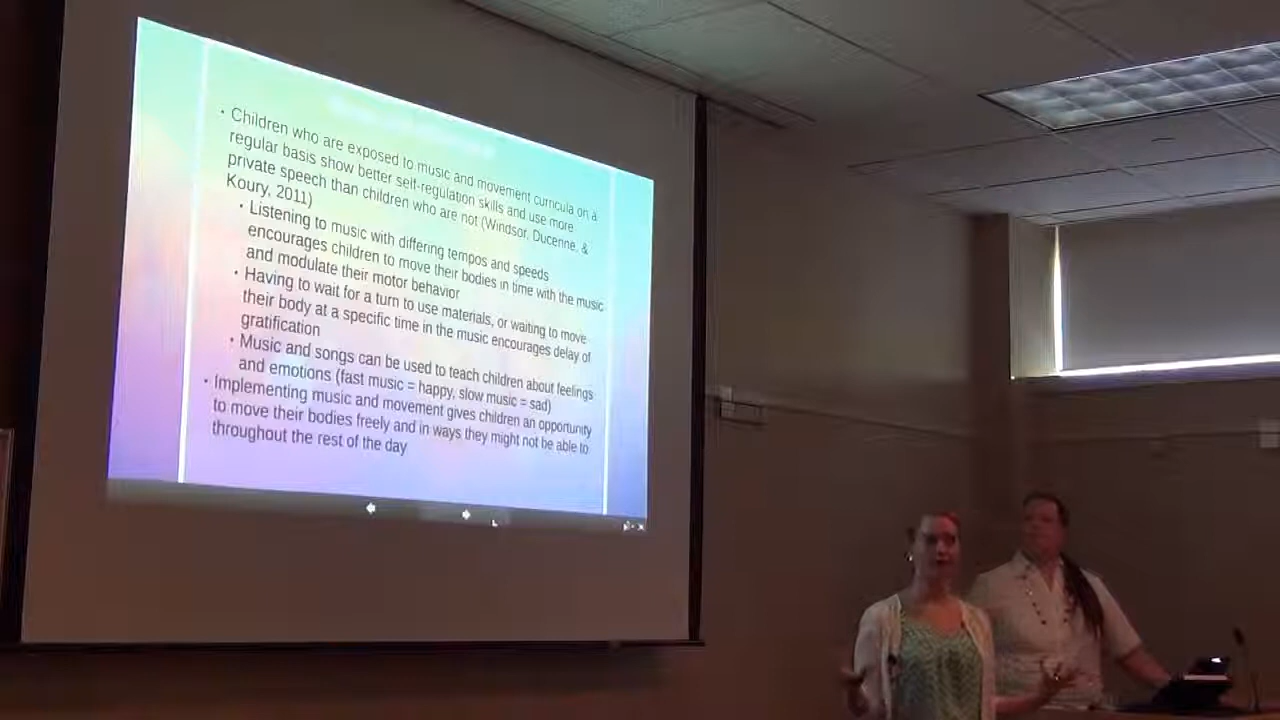 • Children who are exposed to music and movement curricula on a
regular basis show better self-regulation skills and use more
private speech than children who are not (Windsor, Ducenne, &
Koury, 2011)
• Listening to music with differing tempos and speeds
encourages children to move their bodies in time with the music
and modulate their motor behavior
• Having to wait for a turn to use materials, or waiting to move
their body at a specific time in the music encourages delay of
gratification
• Music and songs can be used to teach children about feelings
and emotions (fast music = happy, slow music = sad)
• Implementing music and movement gives children an opportunity
to move their bodies freely and in ways they might not be able to
throughout the rest of the day